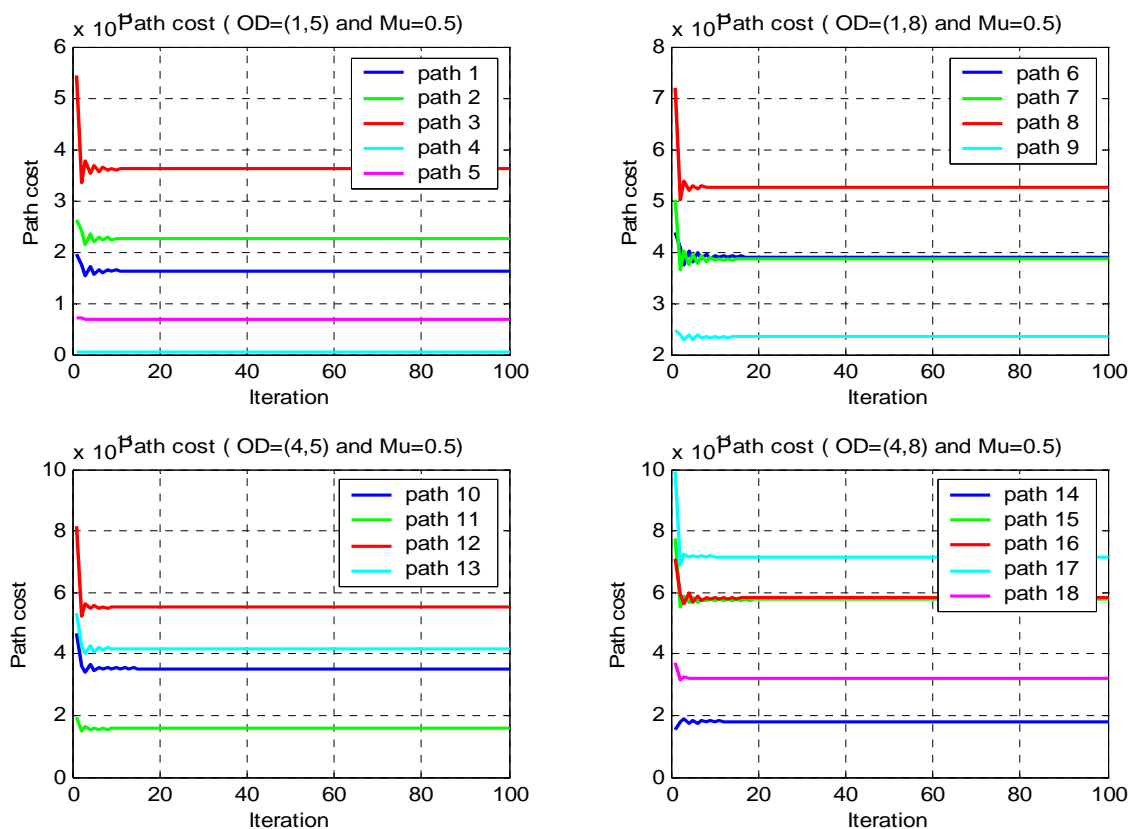 x 10
Path cost ( OD=(1,5) and Mu=0.5)
6
5
4
3
2
1
0
Path cost
path 1
path 2
path 3
path 4
path 5
0 20 40 60 80 100
Iteration
x 10
Path cost ( OD=(1,8) and Mu=0.5)
8
7
6
5
4
3
2
Path cost
path 6
path 7
path 8
path 9
0 20 40 60 80 100
Iteration
x 10
Path cost ( OD=(4,5) and Mu=0.5)
10
8
6
4
2
0
Path cost
path 10
path 11
path 12
path 13
0 20 40 60 80 100
Iteration
x 10
Path cost ( OD=(4,8) and Mu=0.5)
10
8
6
4
2
0
Path cost
path 14
path 15
path 16
path 17
path 18
0 20 40 60 80 100
Iteration